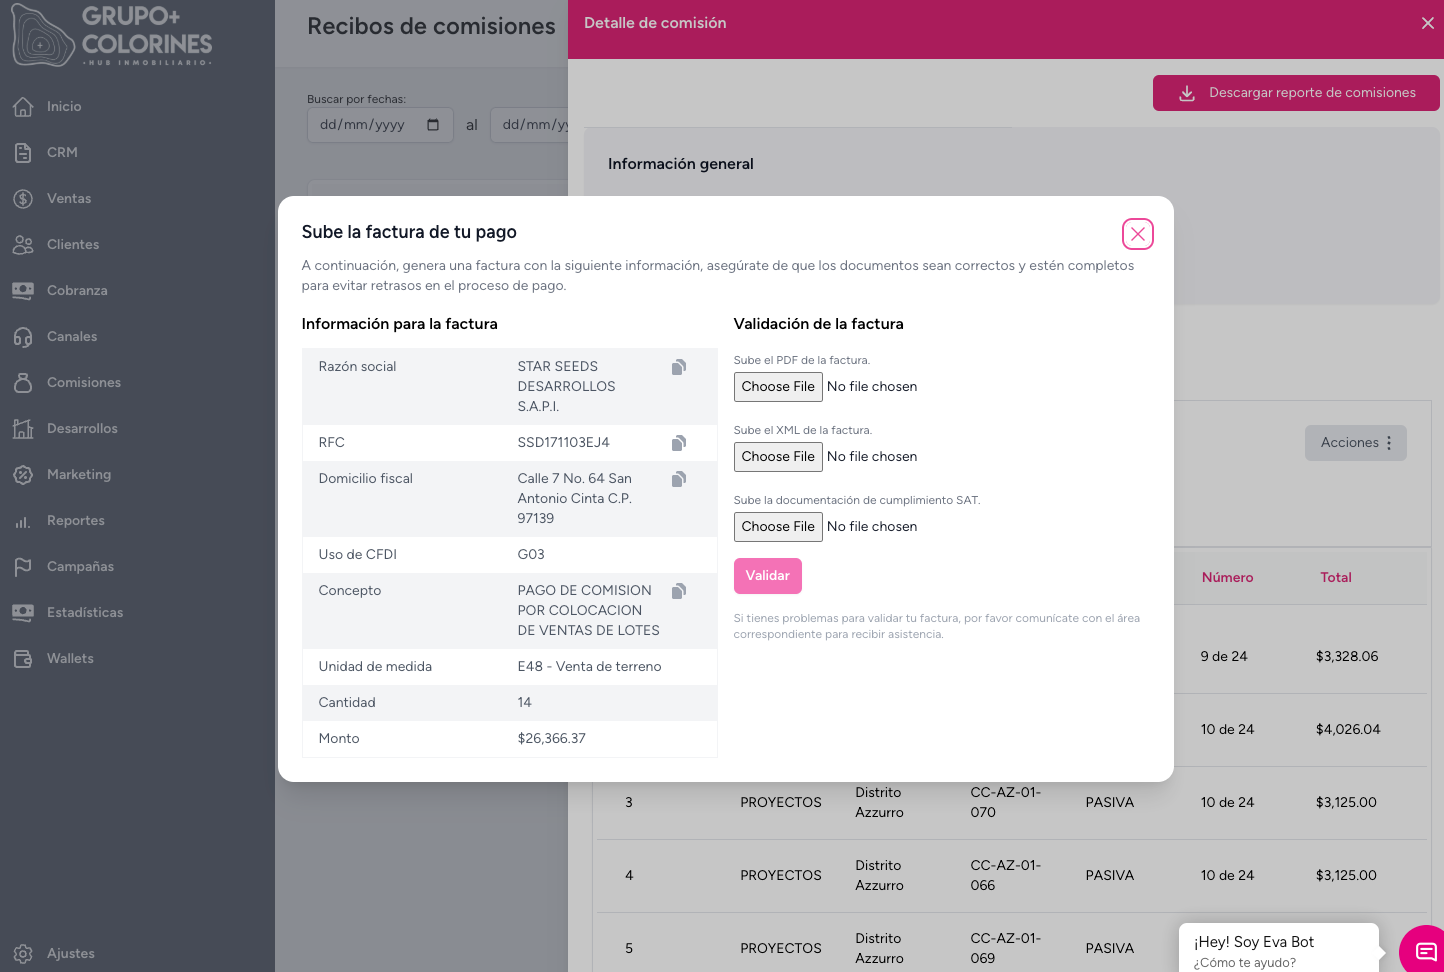 GRUPO+
COLORINES
•HUB INMOBILIARIO•
Inicio
CRM
Ventas
Clientes
Cobranza
Canales
Comisiones
Desarrollos
Marketing
Reportes
Campañas
Estadísticas
Wallets
Ajustes
Recibos de comisiones
Buscar por fechas:
dd/mm/yyyy
al
dd/mm/yy
Detalle de comisión
Descargar reporte de comisiones
Información general
Sube la factura de tu pago
A continuación, genera una factura con la siguiente información, asegúrate de que los documentos sean correctos y estén completos
para evitar retrasos en el proceso de pago.
Información para la factura
Razón social
STAR SEEDS
DESARROLLOS
S.A.P.I.
RFC
SSD171103EJ4
Domicilio fiscal
Calle 7 No. 64 San
Antonio Cinta C.P.
97139
Uso de CFDI
G03
Concepto
PAGO DE COMISION
POR COLOCACION
DE VENTAS DE LOTES
Unidad de medida
E48 - Venta de terreno
Cantidad
14
Monto
$26,366.37
Validación de la factura
Sube el PDF de la factura.
Choose File No file chosen
Sube el XML de la factura.
Choose File No file chosen
Sube la documentación de cumplimiento SAT.
Choose File No file chosen
Validar
Si tienes problemas para validar tu factura, por favor comunícate con el área
correspondiente para recibir asistencia.
Acciones
Número
Total
9 de 24
$3,328.06
10 de 24
$4,026.04
3
PROYECTOS
Distrito
Azzurro
CC-AZ-01-
070
PASIVA
10 de 24
$3,125.00
4
PROYECTOS
Distrito
Azzurro
CC-AZ-01-
066
PASIVA
10 de 24
$3,125.00
5
PROYECTOS
Distrito
Azzurro
CC-AZ-01-
069
PASIVA
¡Hey! Soy Eva Bot
¿Cómo te ayudo?